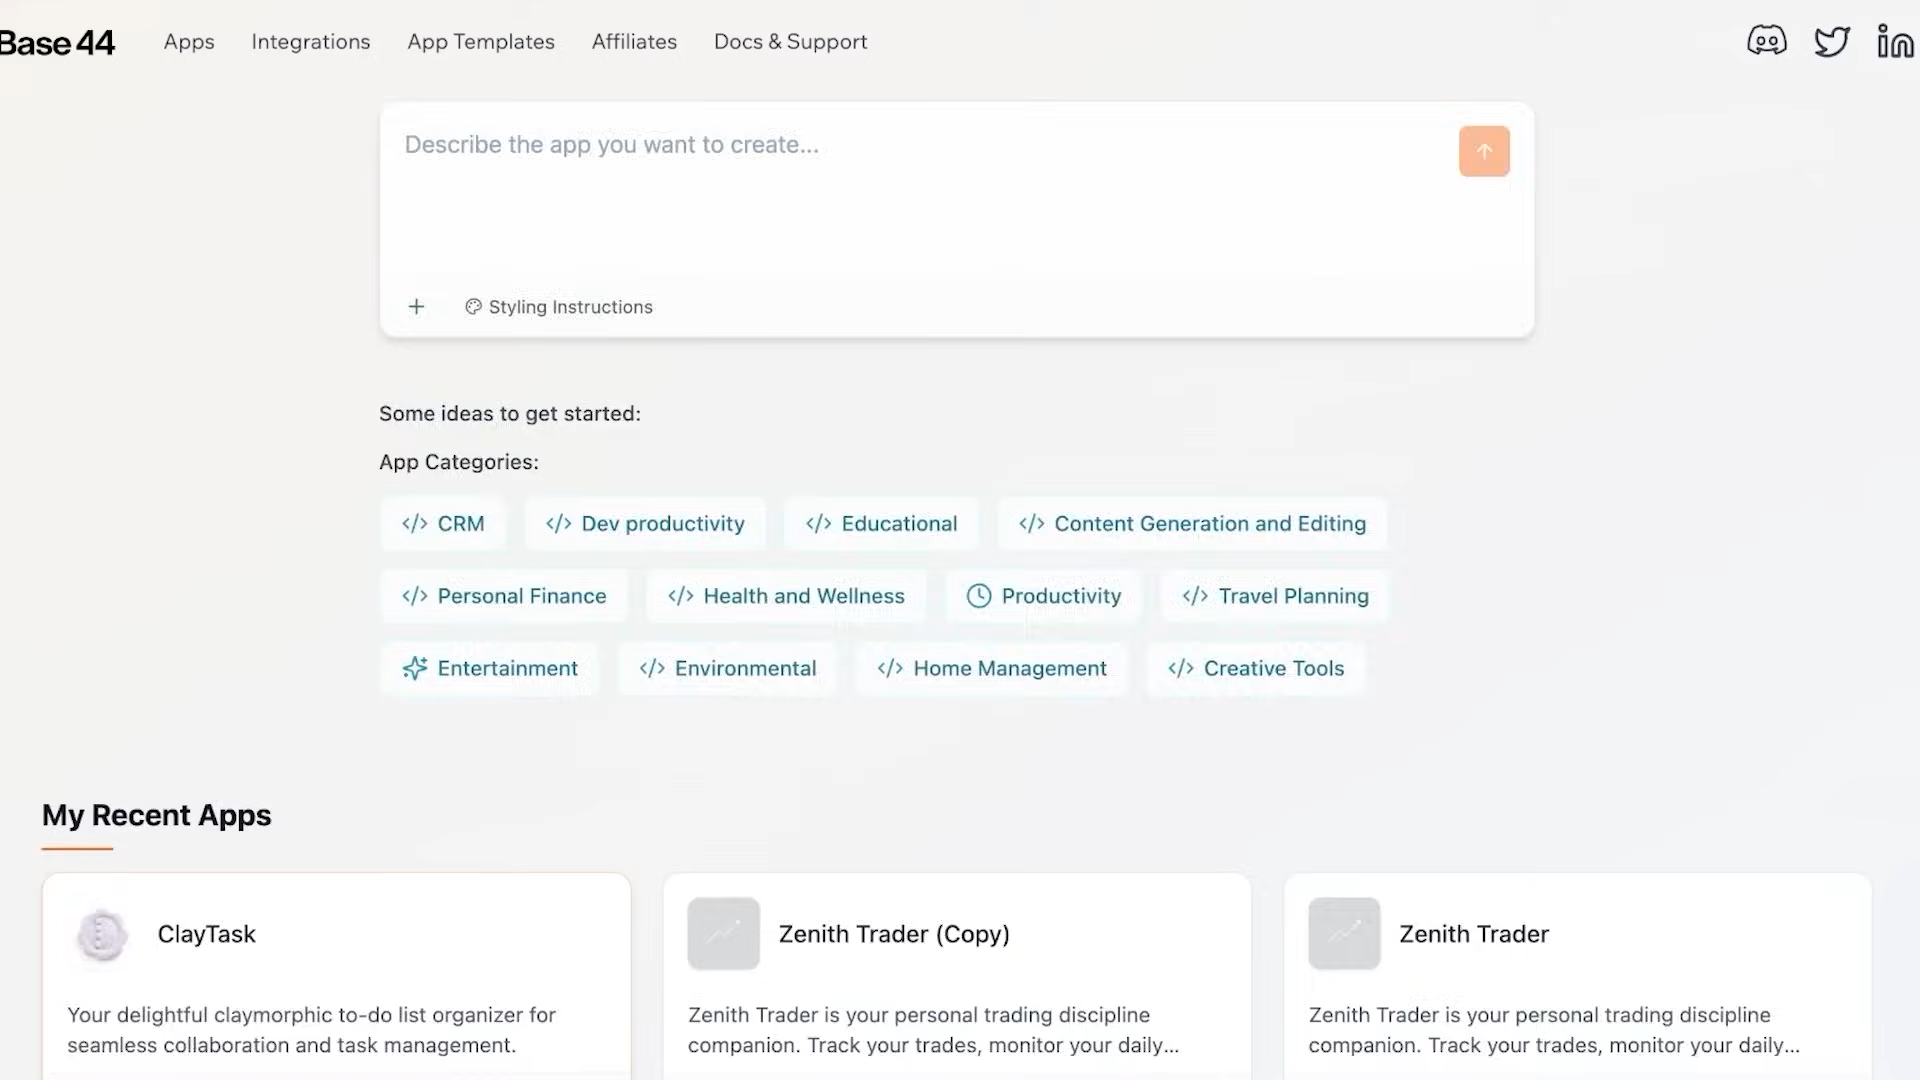 Base 44
Apps
Integrations
App Templates
Affiliates
Docs & Support
Describe the app you want to create...
Styling Instructions
Some ideas to get started:
App Categories:
</> CRM
</> Dev productivity
</> Educational
</> Content Generation and Editing
</> Personal Finance
</> Health and Wellness
Productivity
</> Travel Planning
Entertainment
</> Environmental
</> Home Management
</> Creative Tools
My Recent Apps
ClayTask
Your delightful claymorphic to-do list organizer for
seamless collaboration and task management.
Zenith Trader (Copy)
Zenith Trader is your personal trading discipline
companion. Track your trades, monitor your daily...
Zenith Trader
Zenith Trader is your personal trading discipline
companion. Track your trades, monitor your daily...